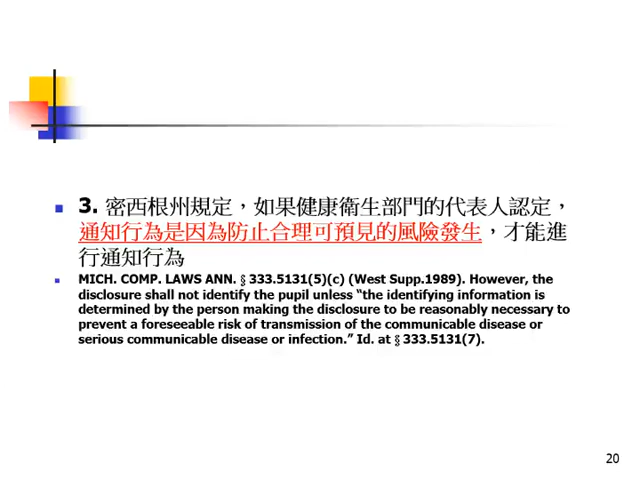 3. 密西根州規定，如果健康衛生部門的代表人認定，
通知行為是因為防止合理可預見的風險發生，才能進
行通知行為
MICH. COMP. LAWS ANN. §333.5131(5)(c) (West Supp.1989). However, the
disclosure shall not identify the pupil unless “the identifying information is
determined by the person making the disclosure to be reasonably necessary to
prevent a foreseeable risk of transmission of the communicable disease or
serious communicable disease or infection.” Id. at §333.5131(7).
20